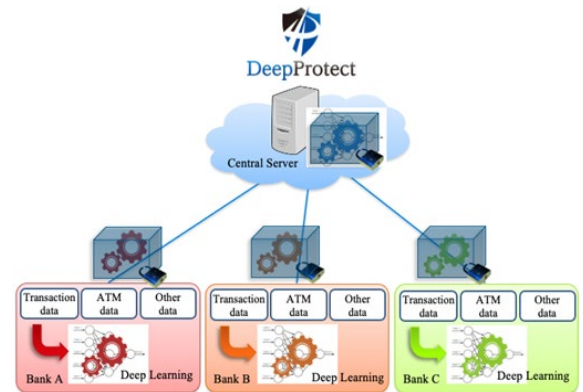 DeepProtect
Central Server
Transaction data
ATM data
Other data
Bank A
Deep Learning
Transaction data
ATM data
Other data
Bank B
Deep Learning
Transaction data
ATM data
Other data
Bank C
Deep Learning